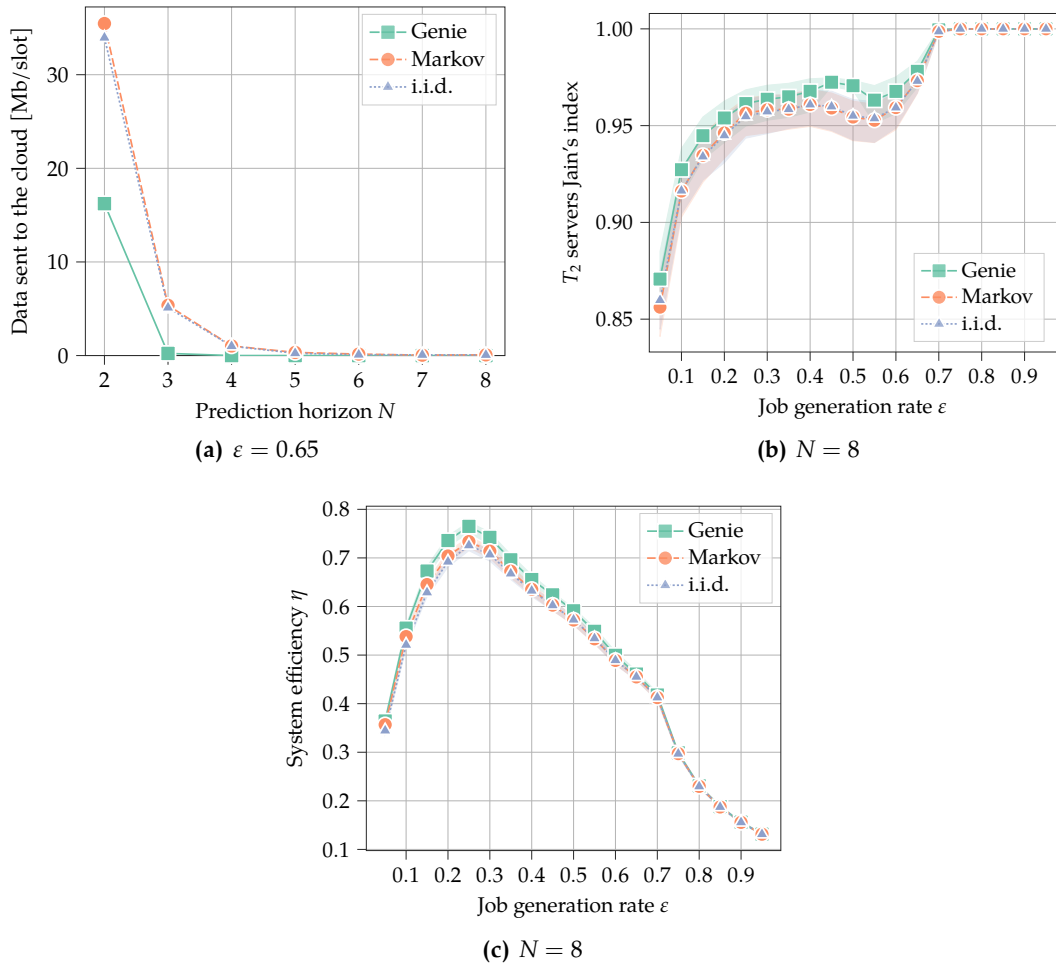 Data sent to the cloud [Mb/slot]
30
20
10
0
Genie
Markov
i.i.d.
2 3 4 5 6 7 8
Prediction horizon N
(a) ε = 0.65
T₂ servers Jain's index
1.00
0.95
0.90
0.85
Genie
Markov
i.i.d.
0.1 0.2 0.3 0.4 0.5 0.6 0.7 0.8 0.9
Job generation rate ε
(b) N = 8
System efficiency η
0.8
0.7
0.6
0.5
0.4
0.3
0.2
0.1
Genie
Markov
i.i.d.
0.1 0.2 0.3 0.4 0.5 0.6 0.7 0.8 0.9
Job generation rate ε
(c) N = 8